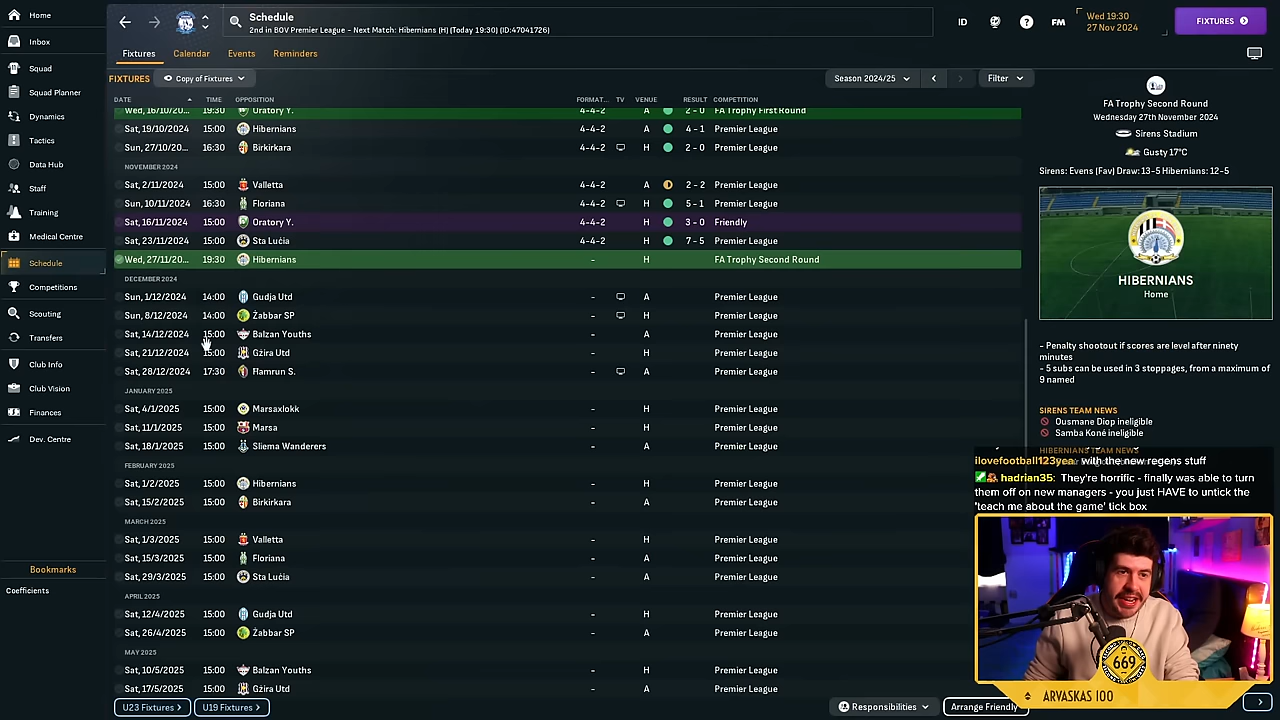 Home
Inbox
Squad
Squad Planner
Dynamics
Tactics
Data Hub
Staff
Training
Medical Centre
Schedule
Competitions
Scouting
Transfers
Club Info
Club Vision
Finances
Dev. Centre
Bookmarks
Coefficients
Schedule
2nd in BOV Premier League - Next Match: Hibernians (H) (Today 19:30) (ID:47041726)
ID
FM
Wed 19:30
27 Nov 2024
FIXTURES
Fixtures Calendar Events Reminders
FIXTURES Copy of Fixtures Season 2024/25 Filter
DATE TIME OPPOSITION FORMAT... TV VENUE RESULT COMPETITION
Wed, 16/10/20... 19:30 Oratory Y. 4-4-2 A 2 - 0 FA Trophy First Round
Sat, 19/10/2024 15:00 Hibernians 4-4-2 A 4 - 1 Premier League
Sun, 27/10/20... 16:30 Birkirkara 4-4-2 H 2 - 0 Premier League
NOVEMBER 2024
Sat, 2/11/2024 15:00 Valletta 4-4-2 A 2 - 2 Premier League
Sun, 10/11/2024 16:30 Floriana 4-4-2 H 5 - 1 Premier League
Sat, 16/11/2024 15:00 Oratory Y. 4-4-2 H 3 - 0 Friendly
Sat, 23/11/2024 15:00 Sta Luċia 4-4-2 H 7 - 5 Premier League
Wed, 27/11/20... 19:30 Hibernians - H FA Trophy Second Round
DECEMBER 2024
Sun, 1/12/2024 14:00 Gudja Utd - A Premier League
Sun, 8/12/2024 14:00 Żabbar SP - H Premier League
Sat, 14/12/2024 15:00 Balzan Youths - A Premier League
Sat, 21/12/2024 15:00 Gżira Utd - H Premier League
Sat, 28/12/2024 17:30 Ħamrun S. - A Premier League
JANUARY 2025
Sat, 4/1/2025 15:00 Marsaxlokk - H Premier League
Sat, 11/1/2025 15:00 Marsa - H Premier League
Sat, 18/1/2025 15:00 Sliema Wanderers - A Premier League
FEBRUARY 2025
Sat, 1/2/2025 15:00 Hibernians - H Premier League
Sat, 15/2/2025 15:00 Birkirkara - A Premier League
MARCH 2025
Sat, 1/3/2025 15:00 Valletta - H Premier League
Sat, 15/3/2025 15:00 Floriana - A Premier League
Sat, 29/3/2025 15:00 Sta Luċia - A Premier League
APRIL 2025
Sat, 12/4/2025 15:00 Gudja Utd - H Premier League
Sat, 26/4/2025 15:00 Żabbar SP - A Premier League
MAY 2025
Sat, 10/5/2025 15:00 Balzan Youths - H Premier League
Sat, 17/5/2025 15:00 Gżira Utd - A Premier League
U23 Fixtures > U19 Fixtures > Responsibilities Arrange Friendly
FA Trophy Second Round
Wednesday 27th November 2024
Sirens Stadium
Gusty 17°C
Sirens: Evens (Fav) Draw: 13-5 Hibernians: 12-5
HIBERNIANS
Home
- Penalty shootout if scores are level after ninety
minutes
- 5 subs can be used in 3 stoppages, from a maximum of
9 named
SIRENS TEAM NEWS
Ousmane Diop ineligible
Samba Koné ineligible
HIBERNIANS TEAM NEWS
ilovefootball123yea: with the new regens stuff
hadrian35: They're horrific - finally was able to turn
them off on new managers - you just HAVE to untick the
'teach me about the game' tick box
669
ARVASKAS 100